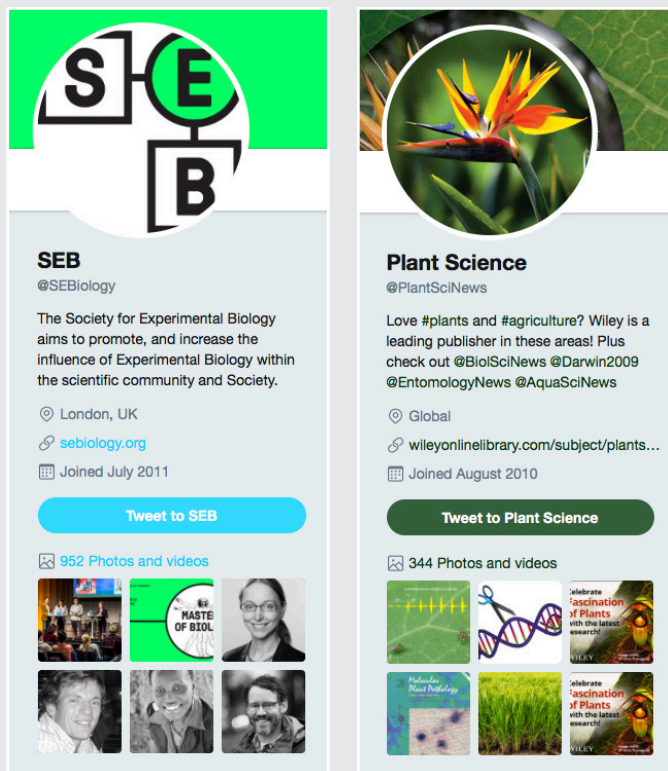 S E
B
SEB
@SEBiology
The Society for Experimental Biology
aims to promote, and increase the
influence of Experimental Biology within
the scientific community and Society.
London, UK
sebiology.org
Joined July 2011
Tweet to SEB
952 Photos and videos
MASTE
OF BIOL
Plant Science
@PlantSciNews
Love #plants and #agriculture? Wiley is a
leading publisher in these areas! Plus
check out @BiolSciNews @Darwin2009
@EntomologyNews @AquaSciNews
Global
wileyonlinelibrary.com/subject/plants…
Joined August 2010
Tweet to Plant Science
344 Photos and videos
Celebrate
Fascination
of Plants
with the latest
research!
WILEY
Molecular
Plant Pathology
Celebrate
Fascination
of Plants
with the latest
research!
WILEY